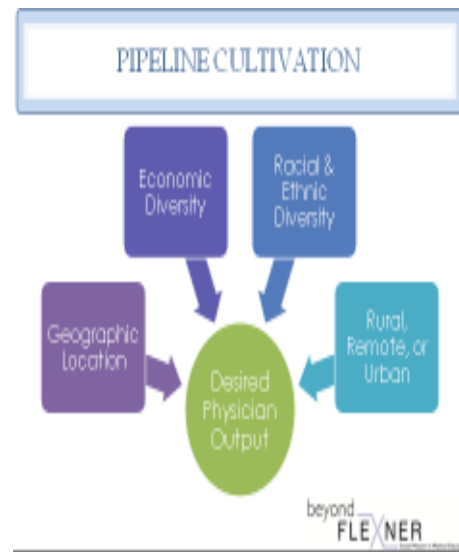 PIPELINE CULTIVATION
Economic
Diversity
Racial &
Ethnic
Diversity
Geographic
Location
Rural,
Remote, or
Urban
Desired
Physician
Output
beyond
FLEXNER